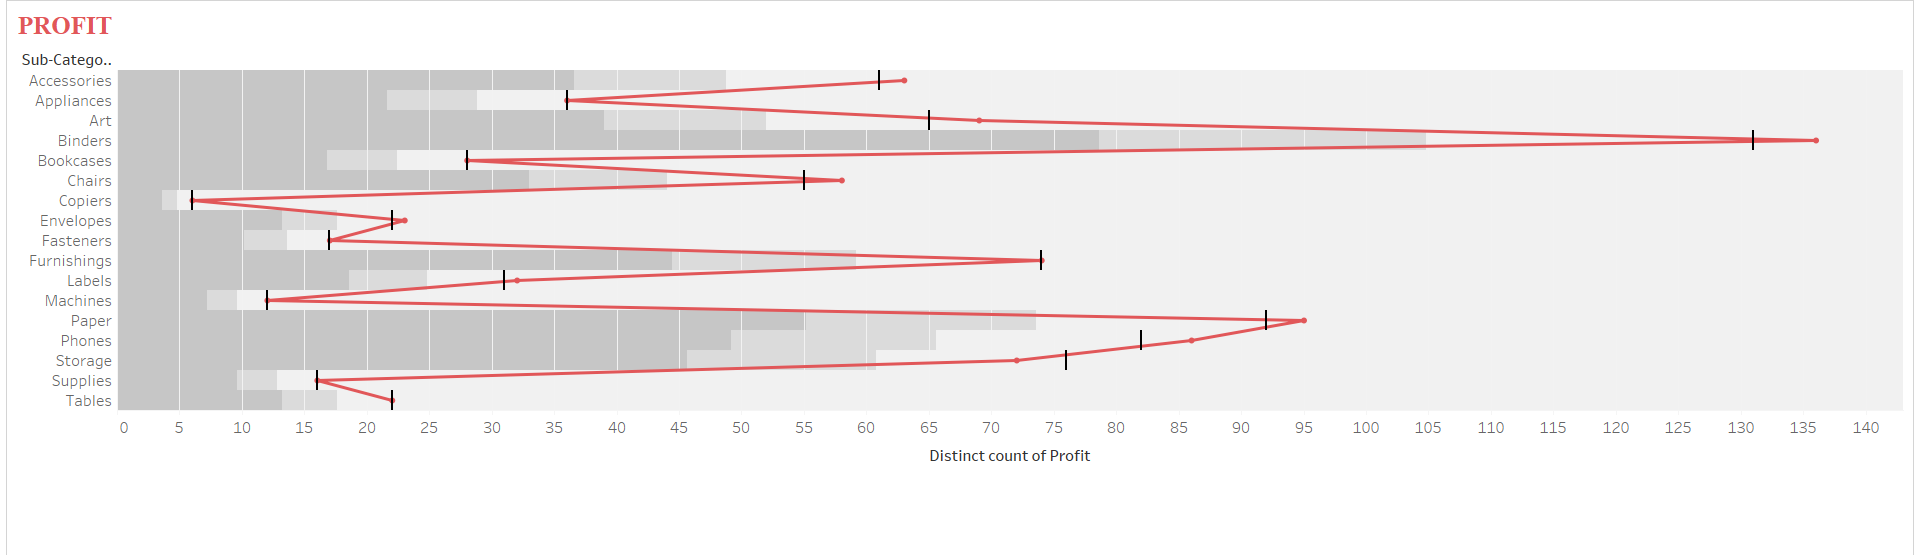 PROFIT
Sub-Catego..
Accessories
Appliances
Art
Binders
Bookcases
Chairs
Copiers
Envelopes
Fasteners
Furnishings
Labels
Machines
Paper
Phones
Storage
Supplies
Tables
0 5 10 15 20 25 30 35 40 45 50 55 60 65 70 75 80 85 90 95 100 105 110 115 120 125 130 135 140
Distinct count of Profit